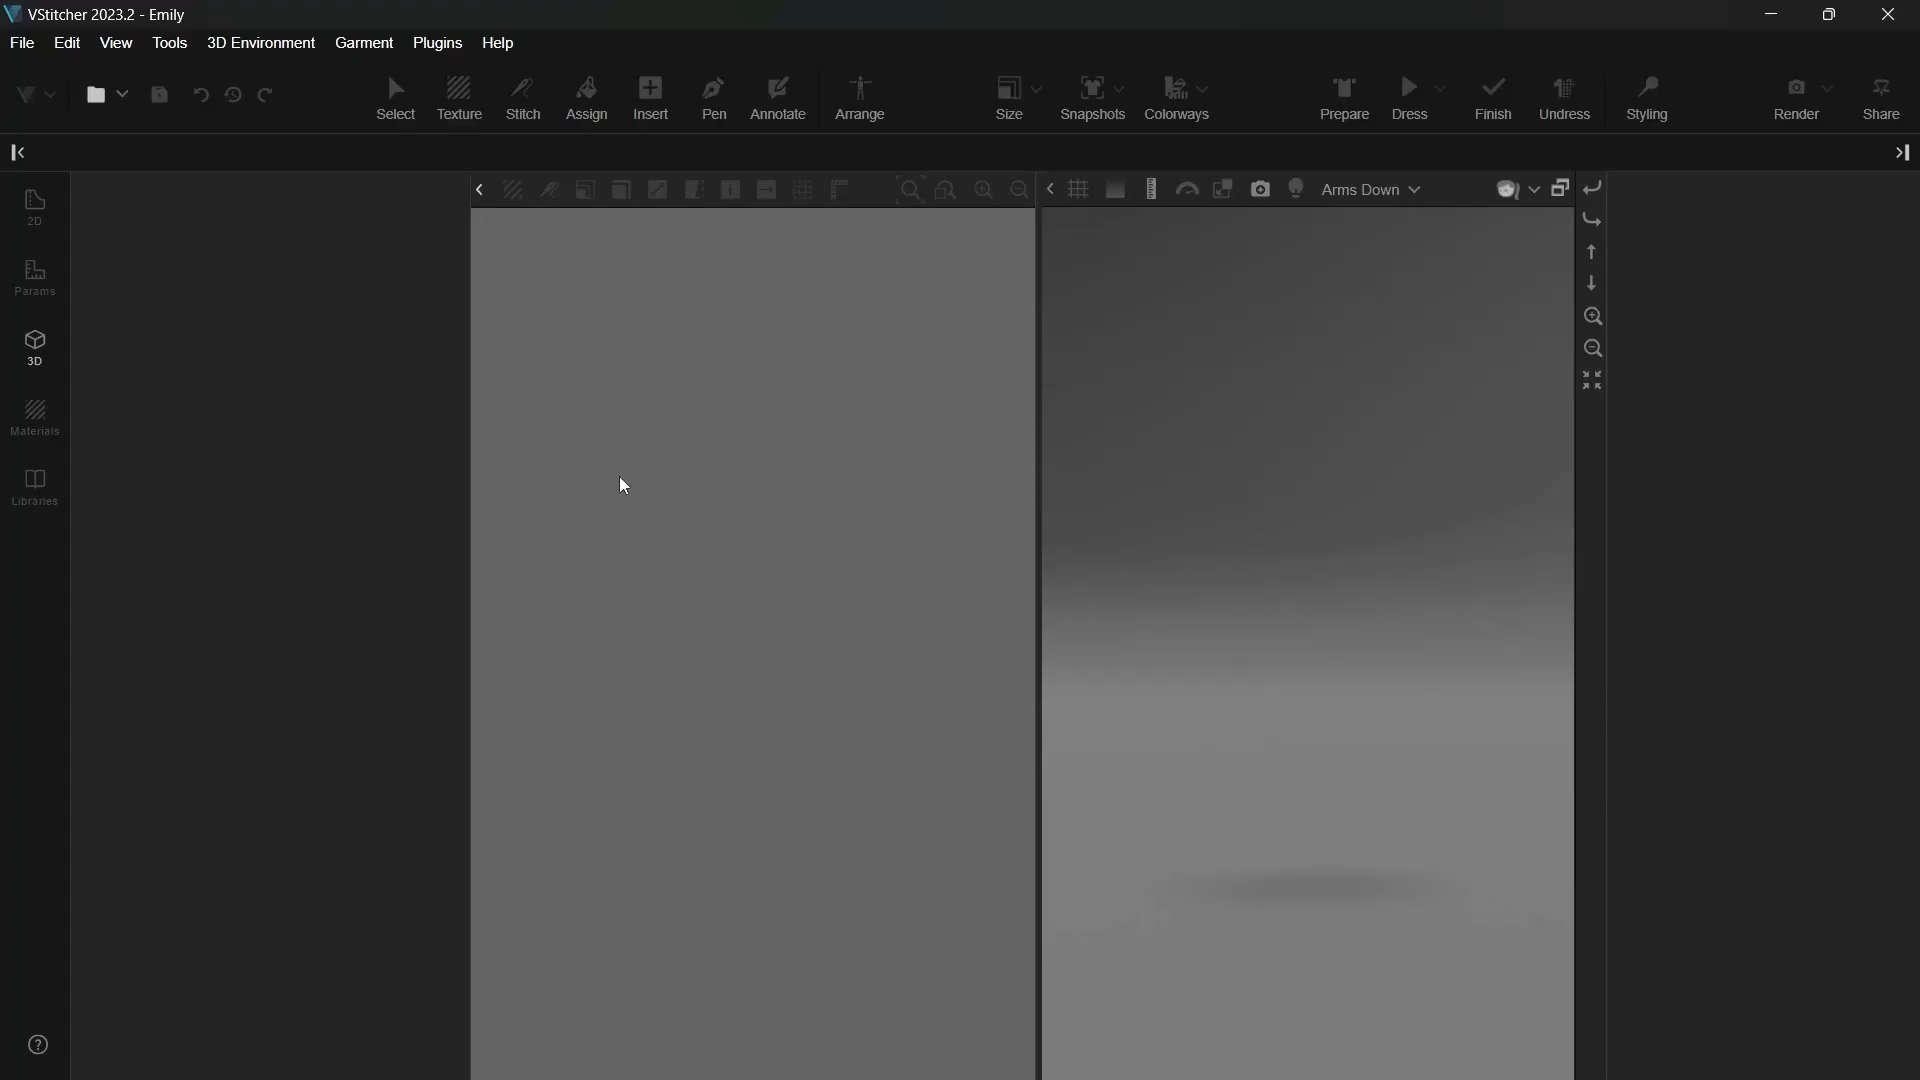 VStitcher 2023.2 - Emily
File Edit View Tools 3D Environment Garment Plugins Help
Select Texture Stitch Assign Insert Pen Annotate Arrange Size Snapshots Colorways Prepare Dress Finish Undress Styling Render Share
Arms Down
2D
Params
3D
Materials
Libraries